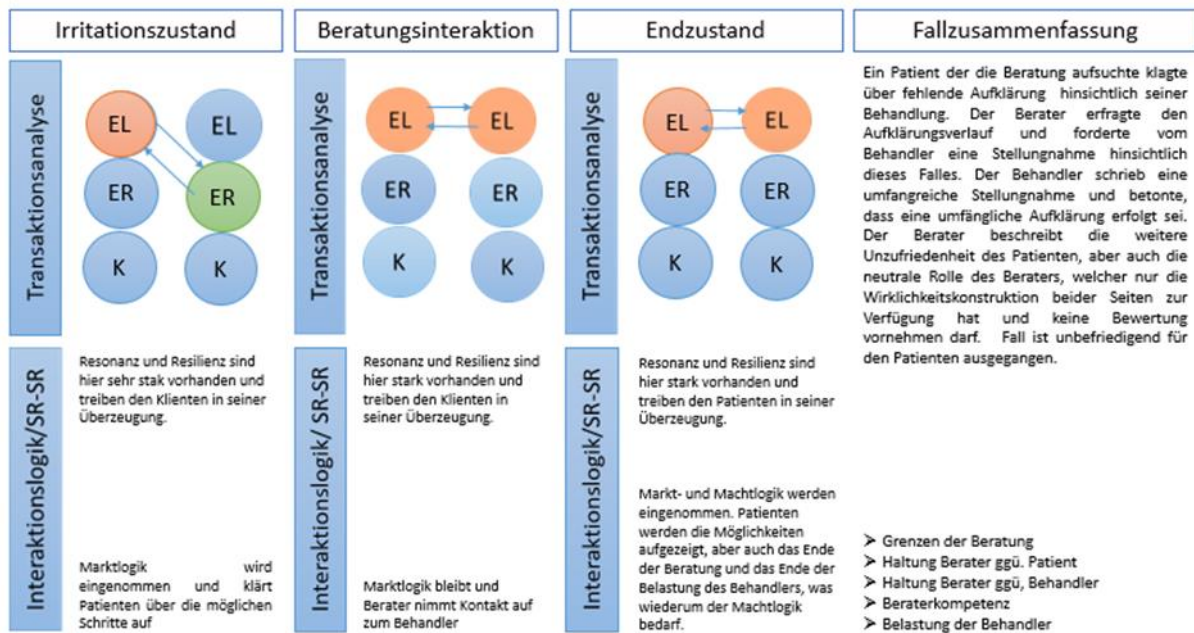 Irritationszustand
Beratungsinteraktion
Endzustand
Fallzusammenfassung
Transaktionsanalyse
EL
EL
ER
ER
K
K
Transaktionsanalyse
EL
EL
ER
ER
K
K
Transaktionsanalyse
EL
EL
ER
ER
K
K
Ein Patient der die Beratung aufsuchte klagte
über fehlende Aufklärung hinsichtlich seiner
Behandlung. Der Berater erfragte den
Aufklärungsverlauf und forderte vom
Behandler eine Stellungnahme hinsichtlich
dieses Falles. Der Behandler schrieb eine
umfangreiche Stellungnahme und betonte,
dass eine umfängliche Aufklärung erfolgt sei.
Der Berater beschreibt die weitere
Unzufriedenheit des Patienten, aber auch die
neutrale Rolle des Beraters, welcher nur die
Wirklichkeitskonstruktion beider Seiten zur
Verfügung hat und keine Bewertung
vornehmen darf. Fall ist unbefriedigend für
den Patienten ausgegangen.
Interaktionslogik/SR-SR
Resonanz und Resilienz sind
hier sehr stak vorhanden und
treiben den Klienten in seiner
Überzeugung.
Marktlogik wird
eingenommen und klärt
Patienten über die möglichen
Schritte auf
Interaktionslogik/ SR-SR
Resonanz und Resilienz sind
hier stark vorhanden und
treiben den Klienten in
seiner Überzeugung.
Marktlogik bleibt und
Berater nimmt Kontakt auf
zum Behandler
Interaktionslogik/SR-SR
Resonanz und Resilienz sind
hier stark vorhanden und
treiben den Patienten in seiner
Überzeugung.
Markt- und Machtlogik werden
eingenommen. Patienten
werden die Möglichkeiten
aufgezeigt, aber auch das Ende
der Beratung und das Ende der
Belastung des Behandlers, was
wiederum der Machtlogik
bedarf.
➢ Grenzen der Beratung
➢ Haltung Berater ggü. Patient
➢ Haltung Berater ggü, Behandler
➢ Beraterkompetenz
➢ Belastung der Behandler